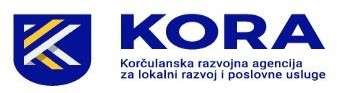 KORA
Korčulanska razvojna agencija
za lokalni razvoj i poslovne usluge